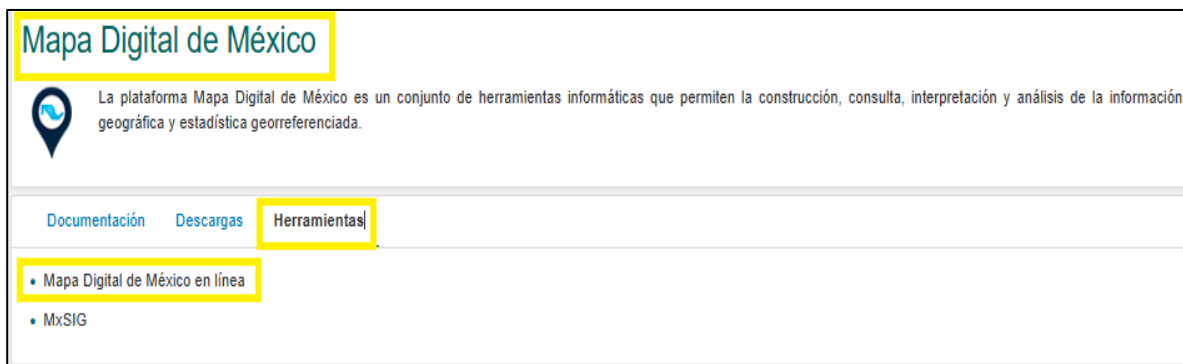 Mapa Digital de México
La plataforma Mapa Digital de México es un conjunto de herramientas informáticas que permiten la construcción, consulta, interpretación y análisis de la información
geográfica y estadística georreferenciada.
Documentación Descargas Herramientas
• Mapa Digital de México en línea
• MxSIG